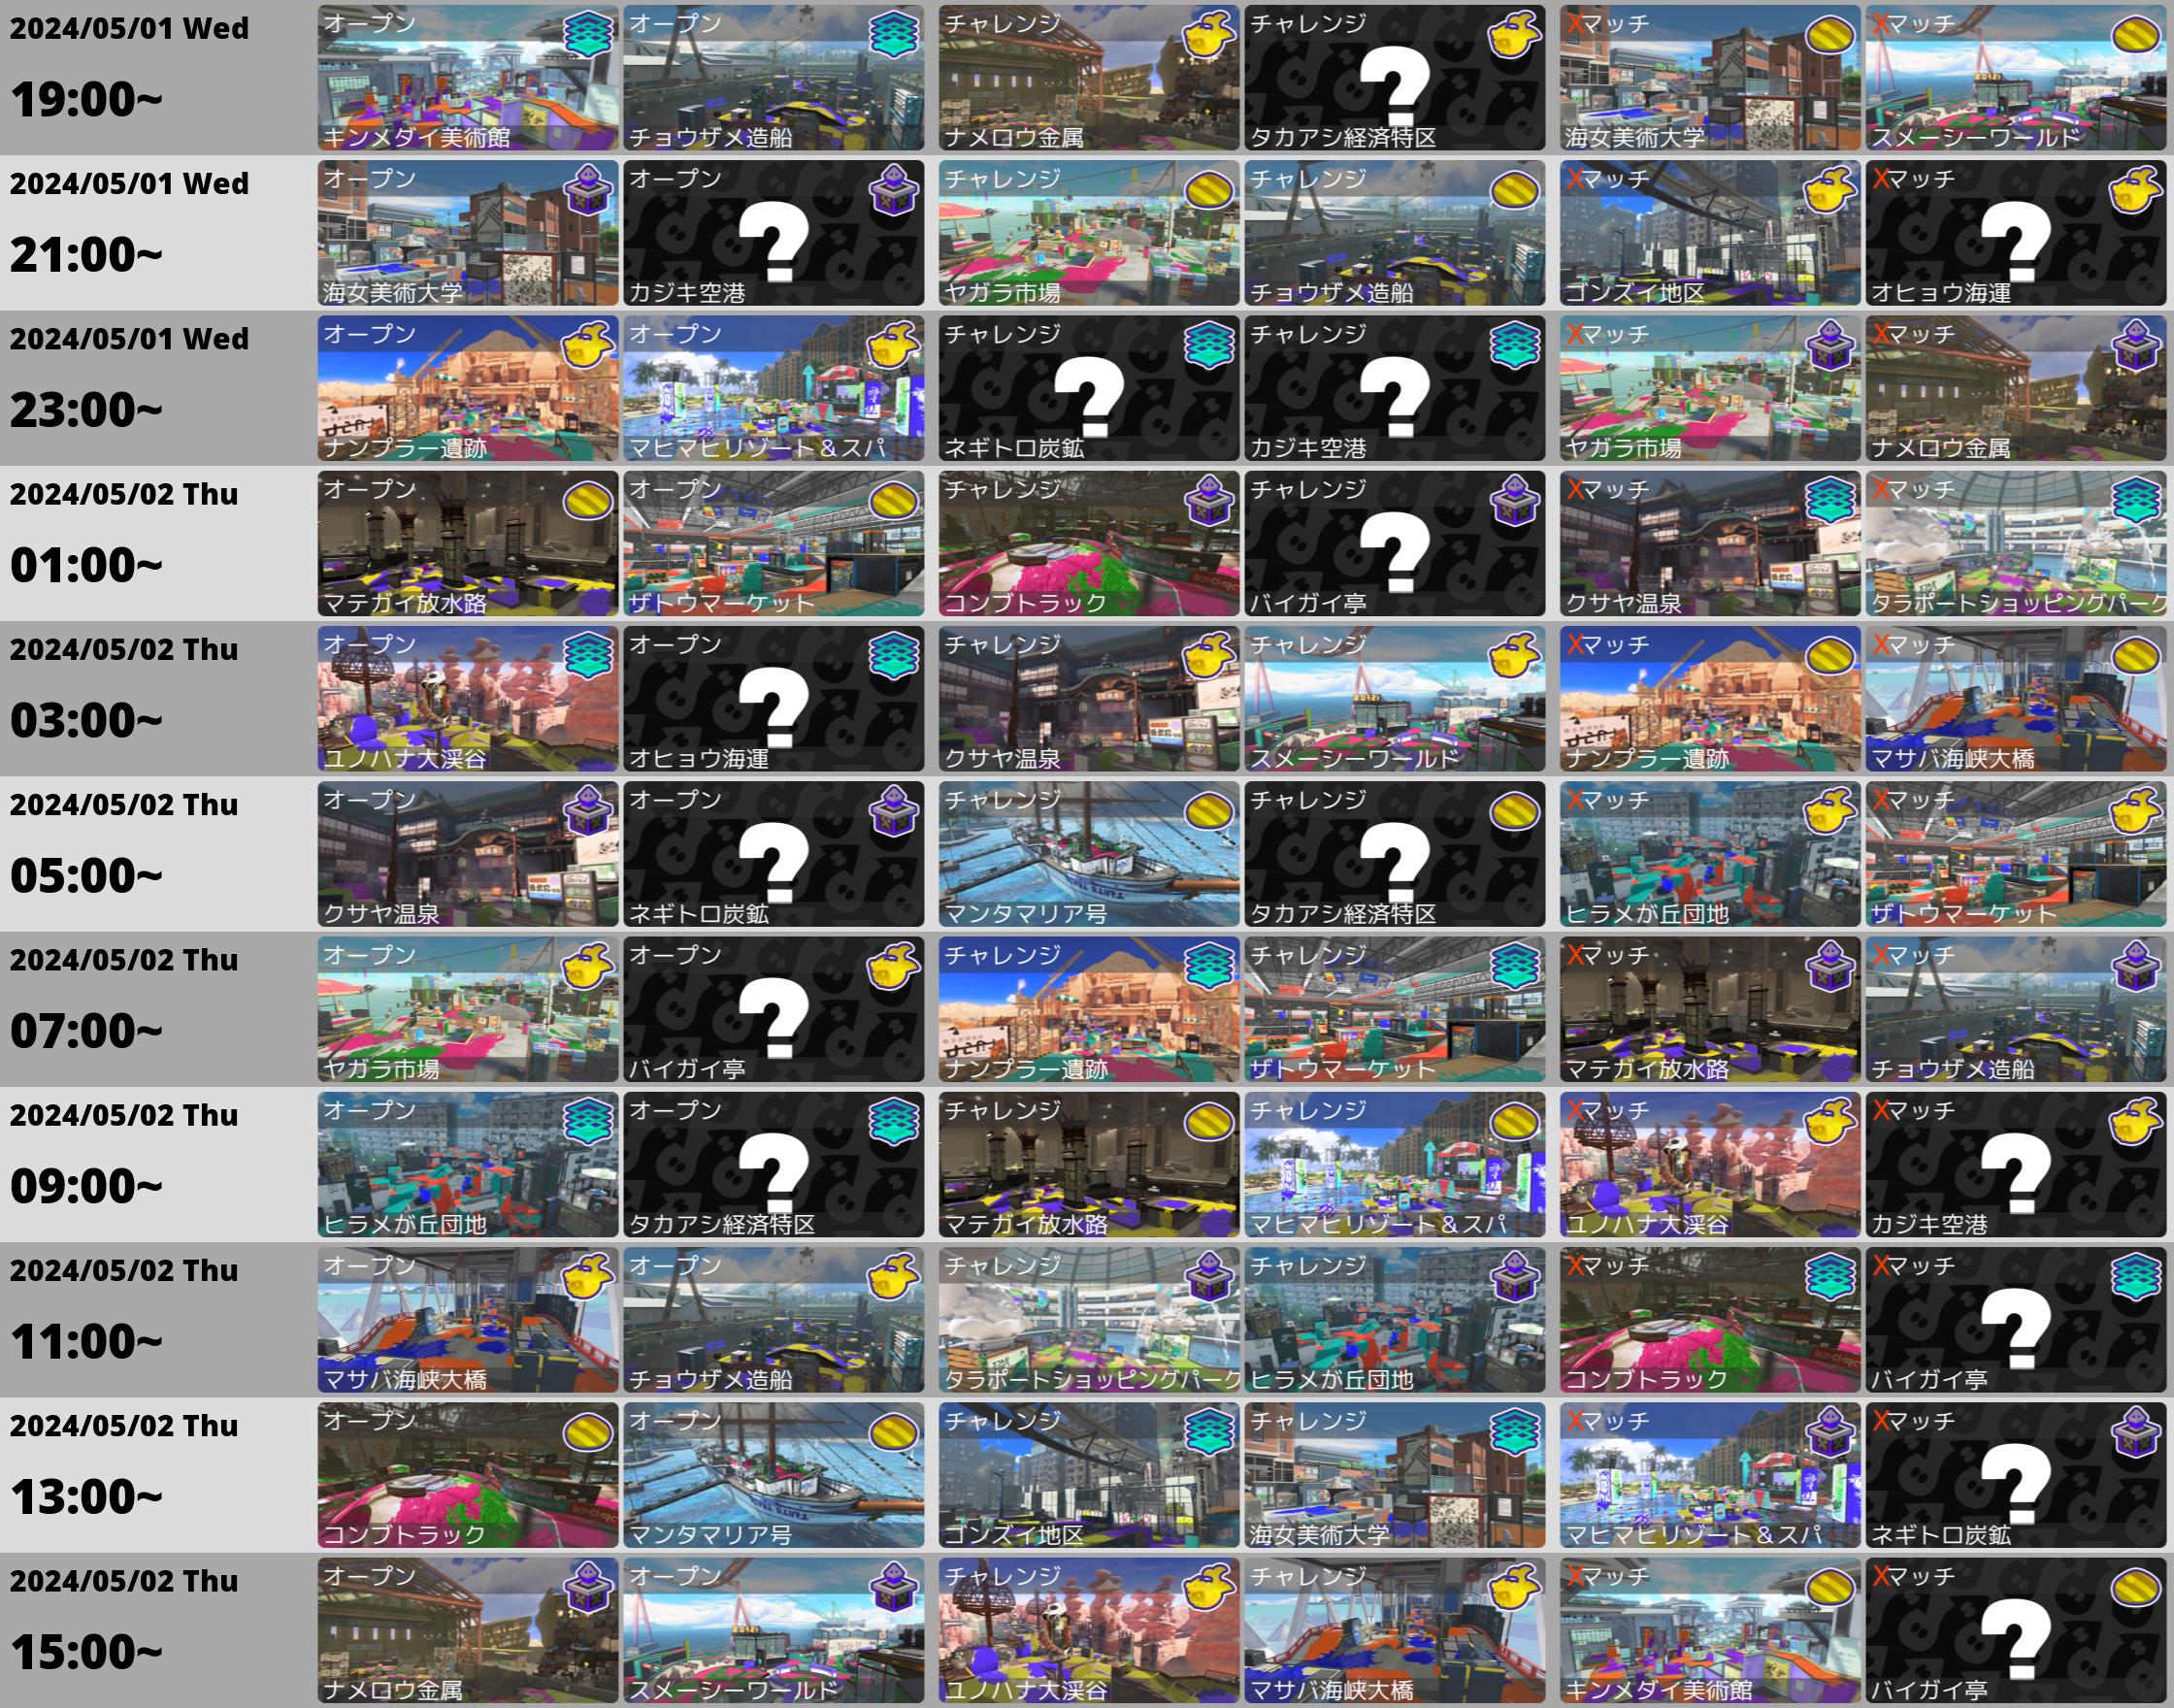 2024/05/01 Wed
19:00~
オープン
キンメダイ美術館
オープン
チョウザメ造船
チャレンジ
ナメロウ金属
チャレンジ
?
タカアシ経済特区
Xマッチ
海女美術大学
Xマッチ
スメーシーワールド
2024/05/01 Wed
21:00~
オープン
海女美術大学
オープン
?
カジキ空港
チャレンジ
ヤガラ市場
チャレンジ
チョウザメ造船
Xマッチ
ゴンズイ地区
Xマッチ
?
オヒョウ海運
2024/05/01 Wed
23:00~
オープン
ナンプラー遺跡
オープン
マヒマヒリゾート&スパ
チャレンジ
?
ネギトロ炭鉱
チャレンジ
?
カジキ空港
Xマッチ
ヤガラ市場
Xマッチ
ナメロウ金属
2024/05/02 Thu
01:00~
オープン
マテガイ放水路
オープン
ザトウマーケット
チャレンジ
コンブトラック
チャレンジ
?
バイガイ亭
Xマッチ
クサヤ温泉
Xマッチ
タラポートショッピングパーク
2024/05/02 Thu
03:00~
オープン
ユノハナ大渓谷
オープン
?
オヒョウ海運
チャレンジ
クサヤ温泉
チャレンジ
スメーシーワールド
Xマッチ
ナンプラー遺跡
Xマッチ
マサバ海峡大橋
2024/05/02 Thu
05:00~
オープン
クサヤ温泉
オープン
?
ネギトロ炭鉱
チャレンジ
マンタマリア号
チャレンジ
?
タカアシ経済特区
Xマッチ
ヒラメが丘団地
Xマッチ
ザトウマーケット
2024/05/02 Thu
07:00~
オープン
ヤガラ市場
オープン
?
バイガイ亭
チャレンジ
ナンプラー遺跡
チャレンジ
ザトウマーケット
Xマッチ
マテガイ放水路
Xマッチ
チョウザメ造船
2024/05/02 Thu
09:00~
オープン
ヒラメが丘団地
オープン
?
タカアシ経済特区
チャレンジ
マテガイ放水路
チャレンジ
マヒマヒリゾート&スパ
Xマッチ
ユノハナ大渓谷
Xマッチ
?
カジキ空港
2024/05/02 Thu
11:00~
オープン
マサバ海峡大橋
オープン
チョウザメ造船
チャレンジ
タラポートショッピングパーク
チャレンジ
ヒラメが丘団地
Xマッチ
コンブトラック
Xマッチ
?
バイガイ亭
2024/05/02 Thu
13:00~
オープン
コンブトラック
オープン
マンタマリア号
チャレンジ
ゴンズイ地区
チャレンジ
海女美術大学
Xマッチ
マヒマヒリゾート&スパ
Xマッチ
?
ネギトロ炭鉱
2024/05/02 Thu
15:00~
オープン
ナメロウ金属
オープン
スメーシーワールド
チャレンジ
ユノハナ大渓谷
チャレンジ
マサバ海峡大橋
Xマッチ
キンメダイ美術館
Xマッチ
?
バイガイ亭